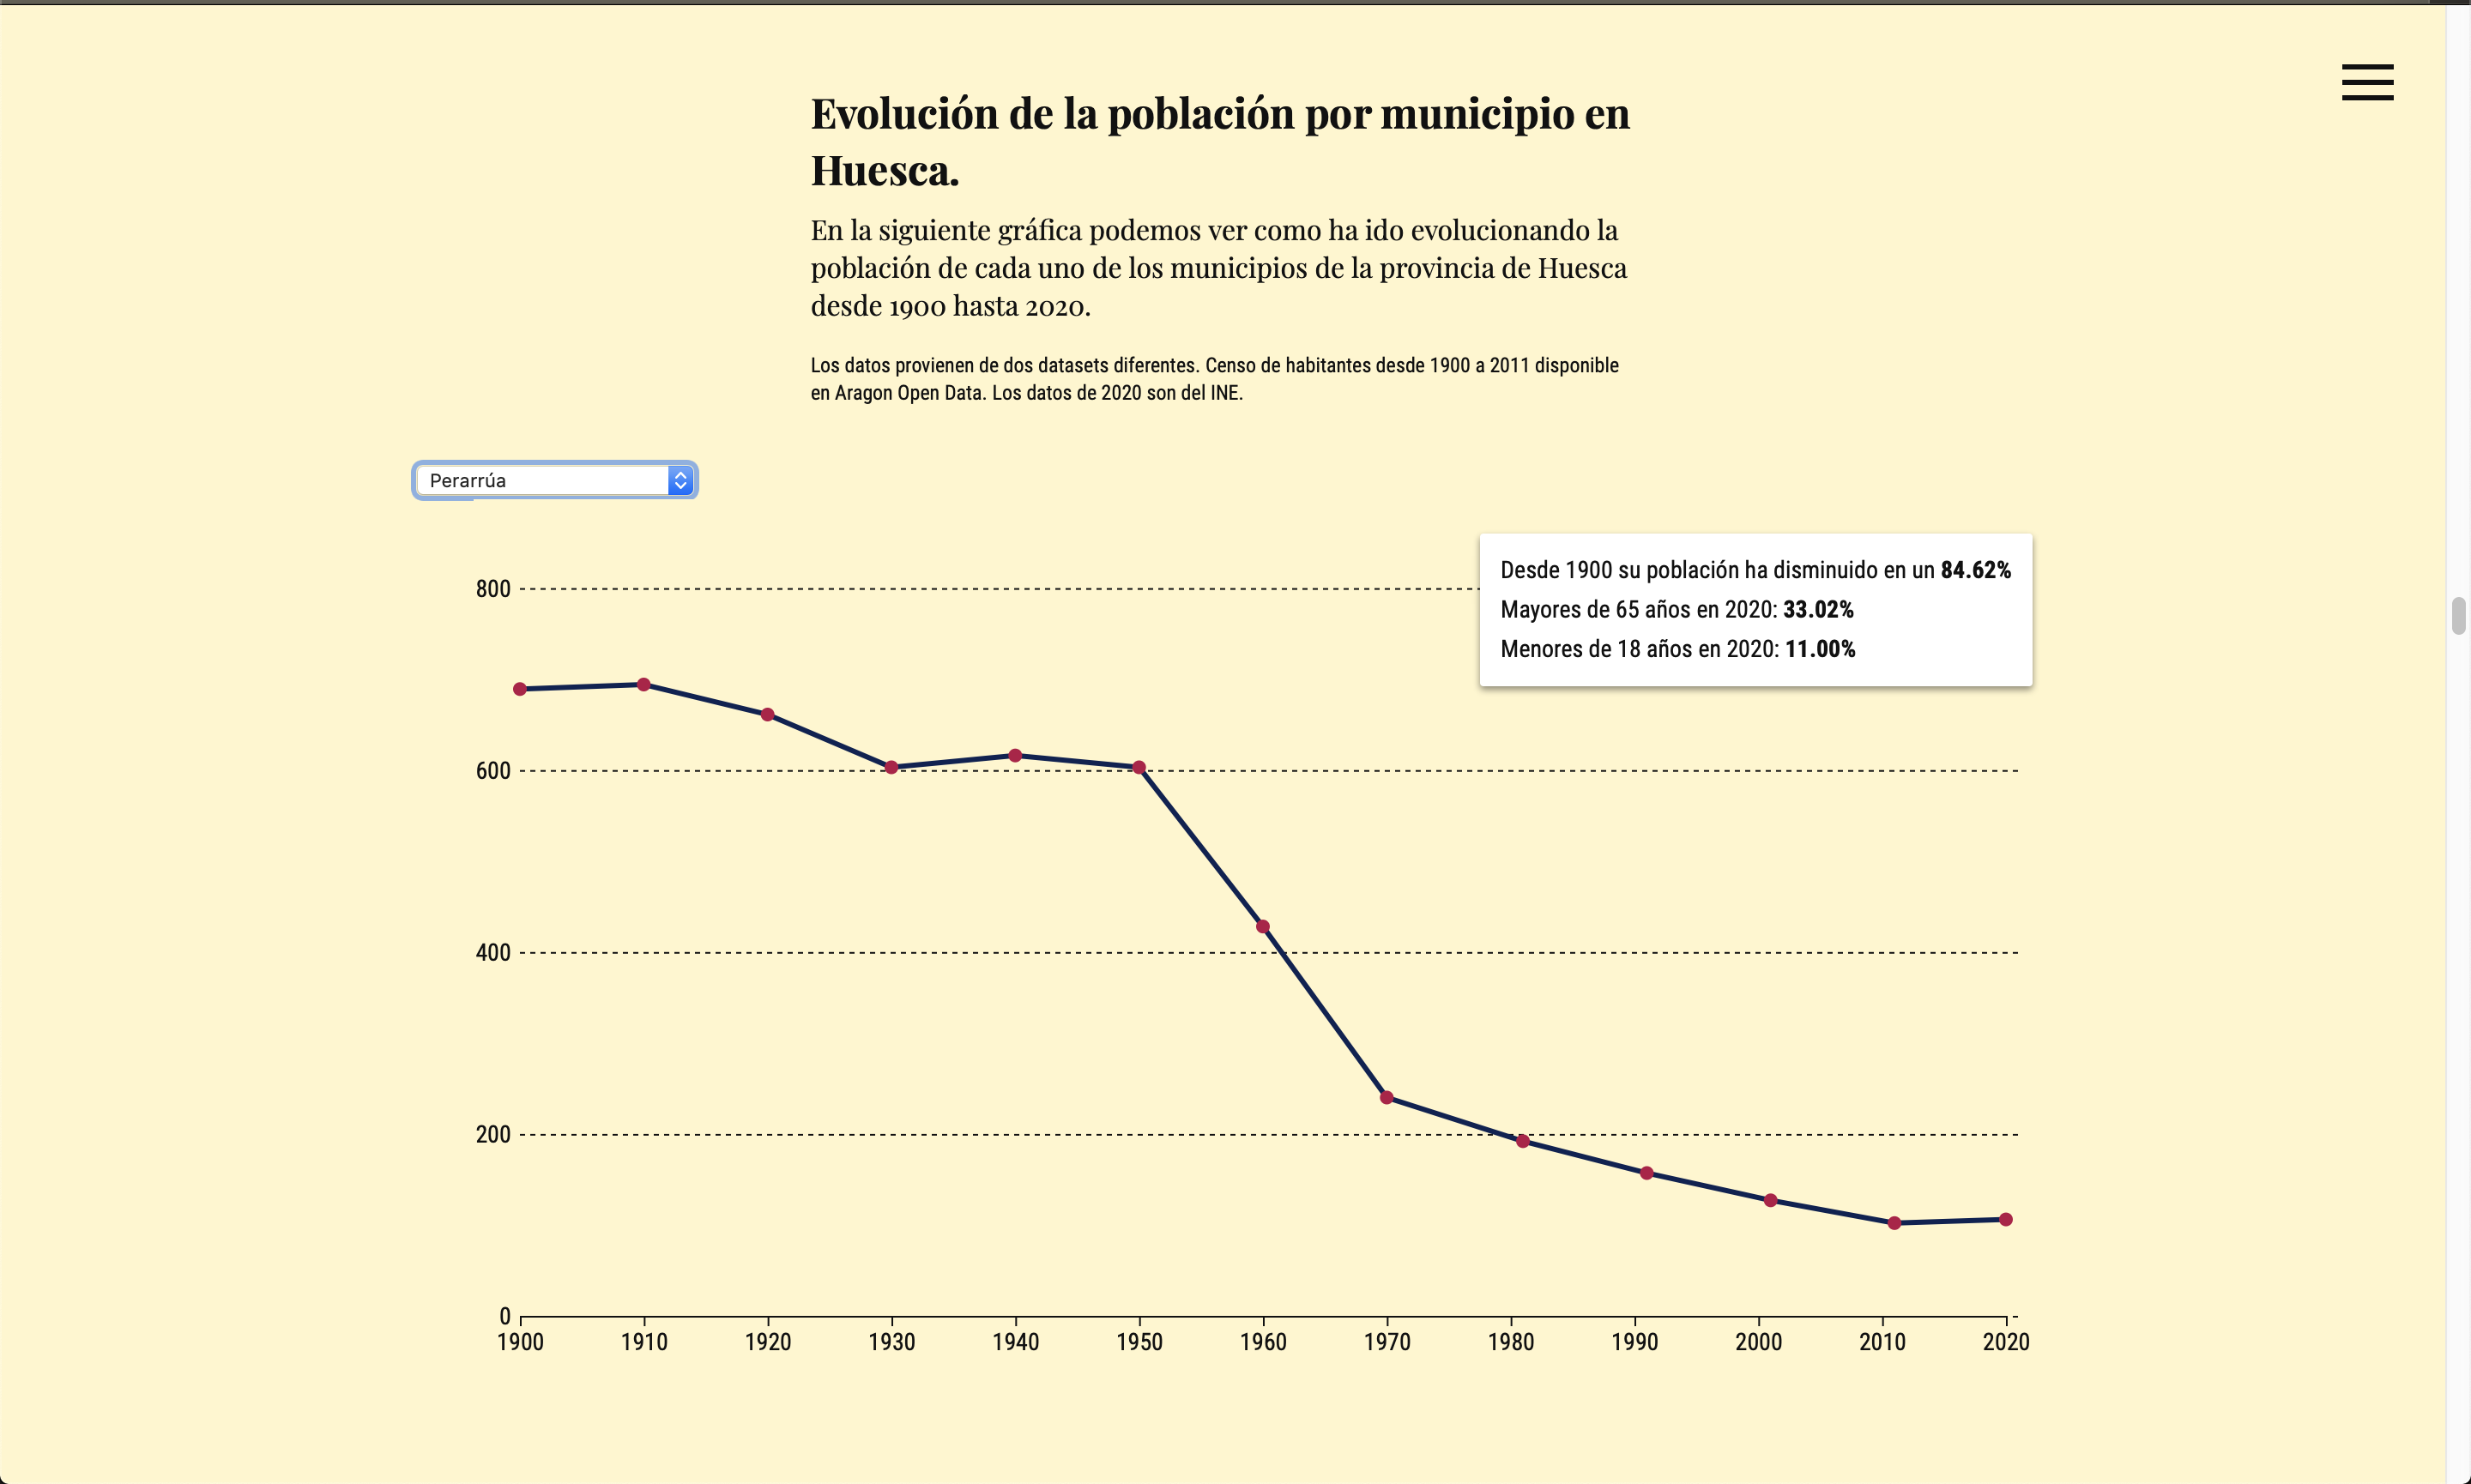 Evolución de la población por municipio en
Huesca.
En la siguiente gráfica podemos ver como ha ido evolucionando la
población de cada uno de los municipios de la provincia de Huesca
desde 1900 hasta 2020.
Los datos provienen de dos datasets diferentes. Censo de habitantes desde 1900 a 2011 disponible
en Aragon Open Data. Los datos de 2020 son del INE.
Perarrúa
Desde 1900 su población ha disminuido en un 84.62%
Mayores de 65 años en 2020: 33.02%
Menores de 18 años en 2020: 11.00%
800
600
400
200
0
1900 1910 1920 1930 1940 1950 1960 1970 1980 1990 2000 2010 2020